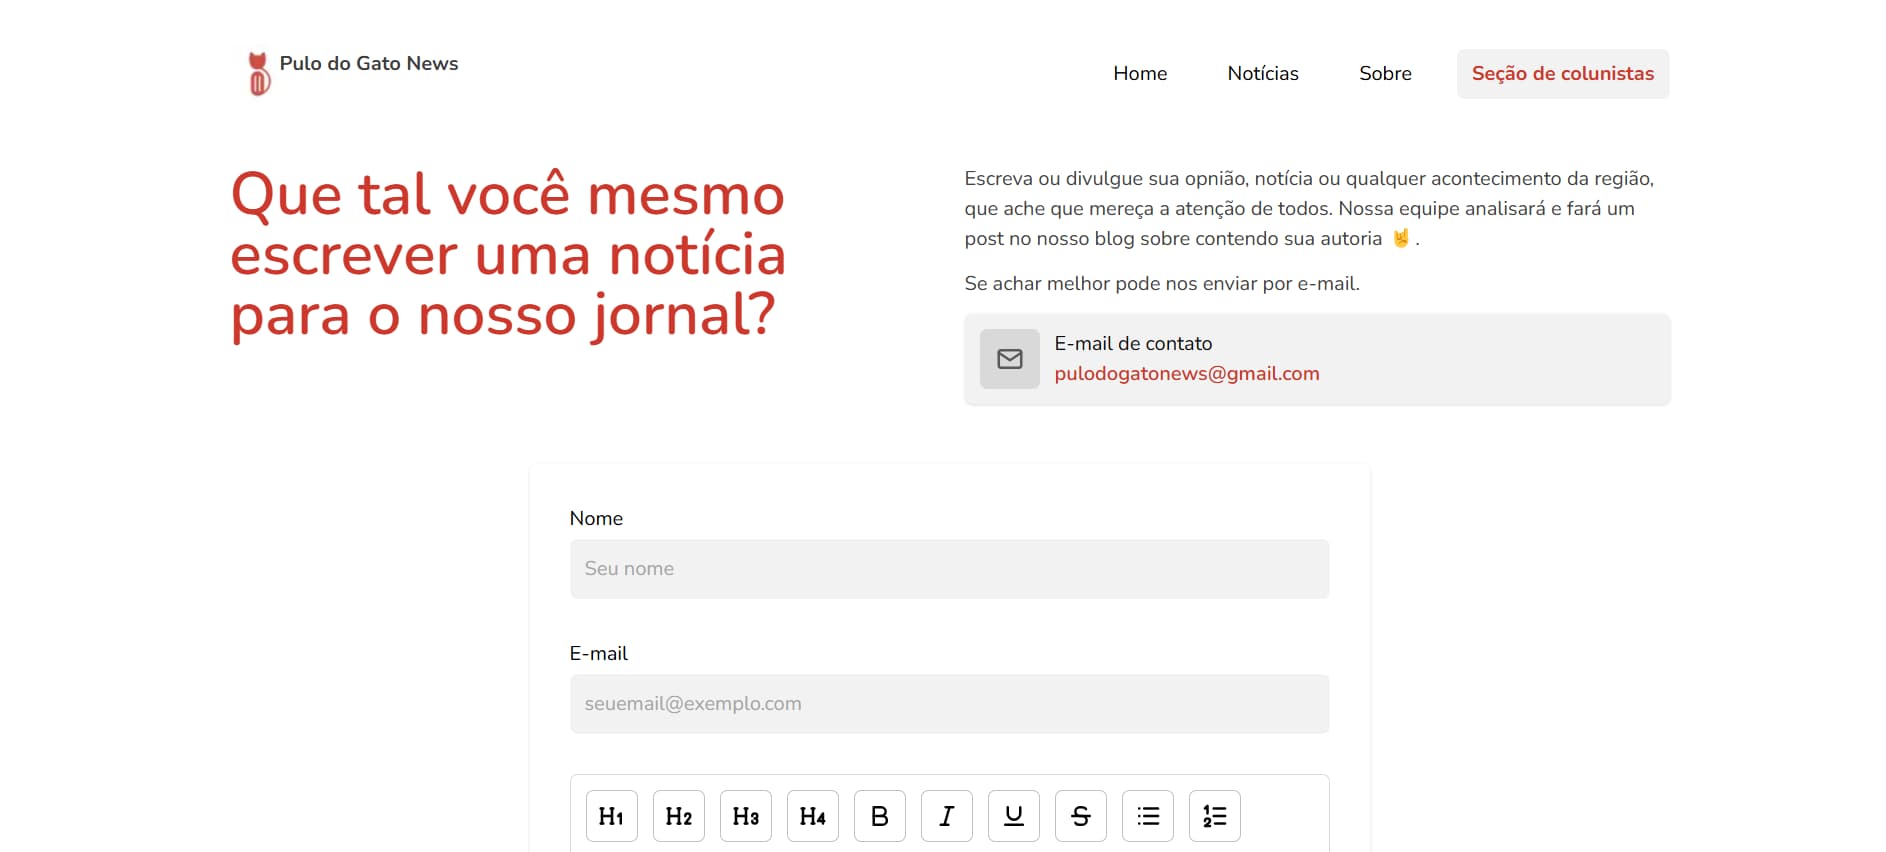 Pulo do Gato News
Home
Notícias
Sobre
Seção de colunistas
Que tal você mesmo
escrever uma notícia
para o nosso jornal?
Escreva ou divulgue sua opnião, notícia ou qualquer acontecimento da região,
que ache que mereça a atenção de todos. Nossa equipe analisará e fará um
post no nosso blog sobre contendo sua autoria 🤘 .
Se achar melhor pode nos enviar por e-mail.
E-mail de contato
pulodogatonews@gmail.com
Nome
Seu nome
E-mail
seuemail@exemplo.com
H1 H2 H3 H4 B I U S